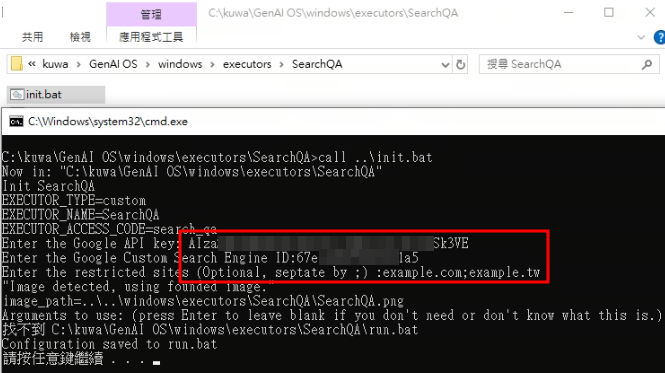 管理
C:\kuwa\GenAI OS\windows\executors\SearchQA
共用 檢視 應用程式工具
« kuwa > GenAI OS > windows > executors > SearchQA
搜尋 SearchQA
init.bat
C:\Windows\system32\cmd.exe
C:\kuwa\GenAI OS\windows\executors\SearchQA>call ..\init.bat
Now in: "C:\kuwa\GenAI OS\windows\executors\SearchQA"
Init SearchQA
EXECUTOR_TYPE=custom
EXECUTOR_NAME=SearchQA
EXECUTOR_ACCESS_CODE=search_qa
Enter the Google API key: AIza Sk3VE
Enter the Google Custom Search Engine ID:67e 1a5
Enter the restricted sites (Optional, septate by ;) :example.com;example.tw
"Image detected, using founded image."
image_path=..\..\windows\executors\SearchQA\SearchQA.png
Arguments to use: (press Enter to leave blank if you don't need or don't know what this is.)
找不到 C:\kuwa\GenAI OS\windows\executors\SearchQA\run.bat
Configuration saved to run.bat
請按任意鍵繼續 . . .